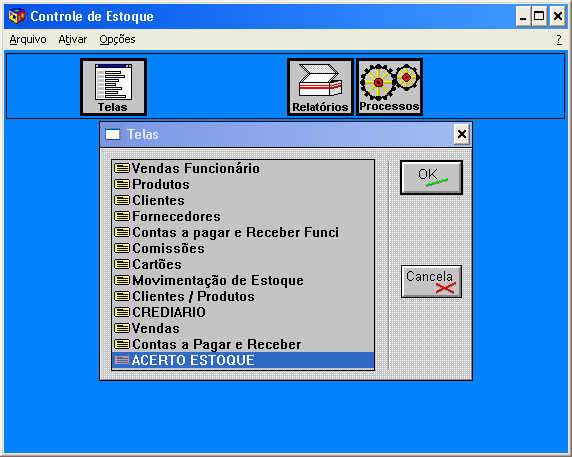 Controle de Estoque
Arquivo Ativar Opções ?
Telas Relatórios Processos
Telas
Vendas Funcionário
Produtos
Clientes
Fornecedores
Contas a pagar e Receber Funci
Comissões
Cartões
Movimentação de Estoque
Clientes / Produtos
CREDIARIO
Vendas
Contas a Pagar e Receber
ACERTO ESTOQUE
OK
Cancela